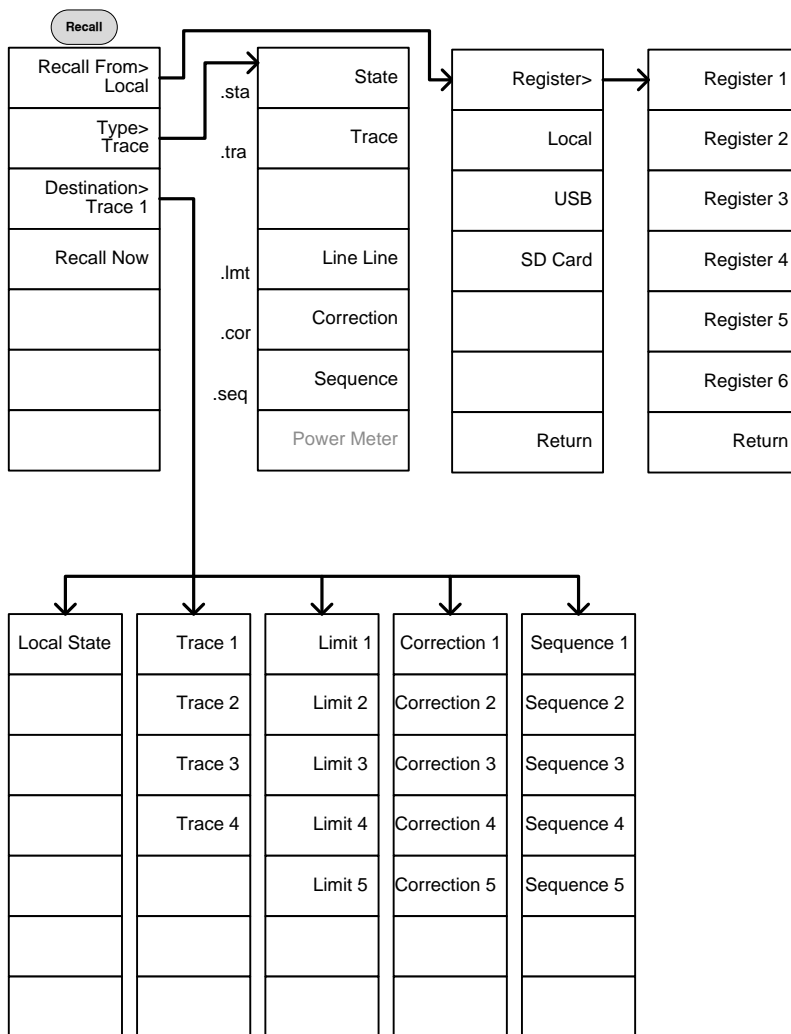 Recall
Recall From>
Local
Type>
Trace
Destination>
Trace 1
Recall Now
.sta
.tra
.lmt
.cor
.seq
State
Trace
Line Line
Correction
Sequence
Power Meter
Register>
Local
USB
SD Card
Return
Register 1
Register 2
Register 3
Register 4
Register 5
Register 6
Return
Local State
Trace 1
Trace 2
Trace 3
Trace 4
Limit 1
Limit 2
Limit 3
Limit 4
Limit 5
Correction 1
Correction 2
Correction 3
Correction 4
Correction 5
Sequence 1
Sequence 2
Sequence 3
Sequence 4
Sequence 5